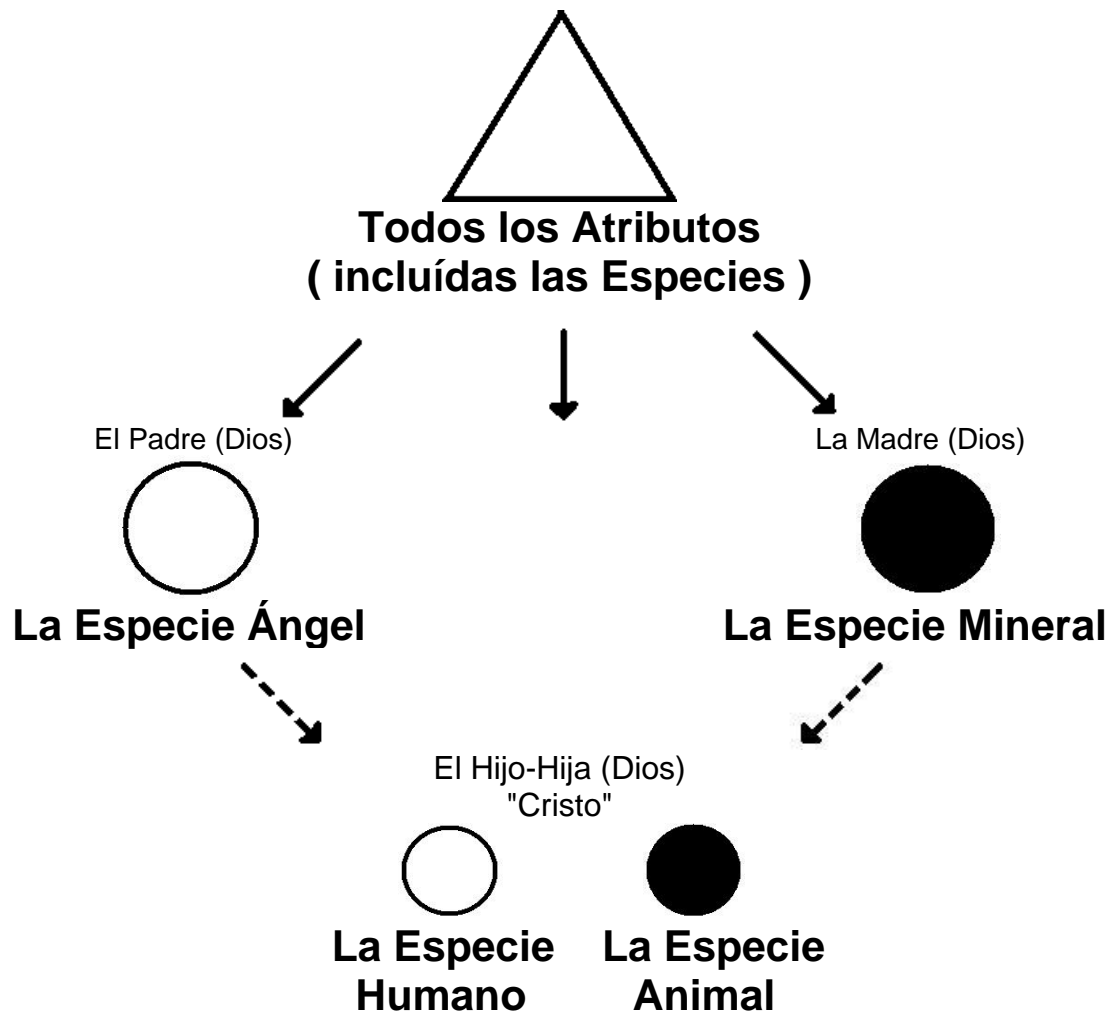 Todos los Atributos
( incluídas las Especies )
El Padre (Dios)
La Madre (Dios)
La Especie Ángel
La Especie Mineral
El Hijo-Hija (Dios)
"Cristo"
La Especie
Humano
La Especie
Animal